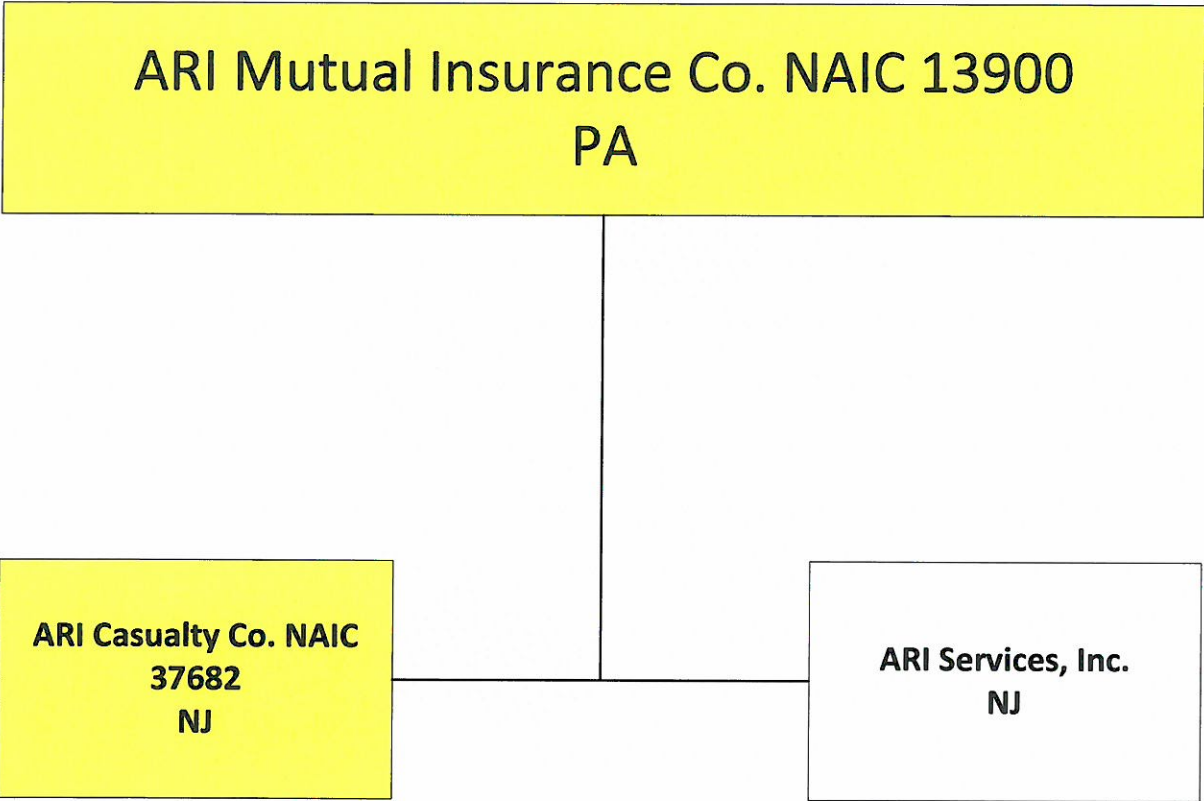 ARI Mutual Insurance Co. NAIC 13900
PA
ARI Casualty Co. NAIC
37682
NJ
ARI Services, Inc.
NJ